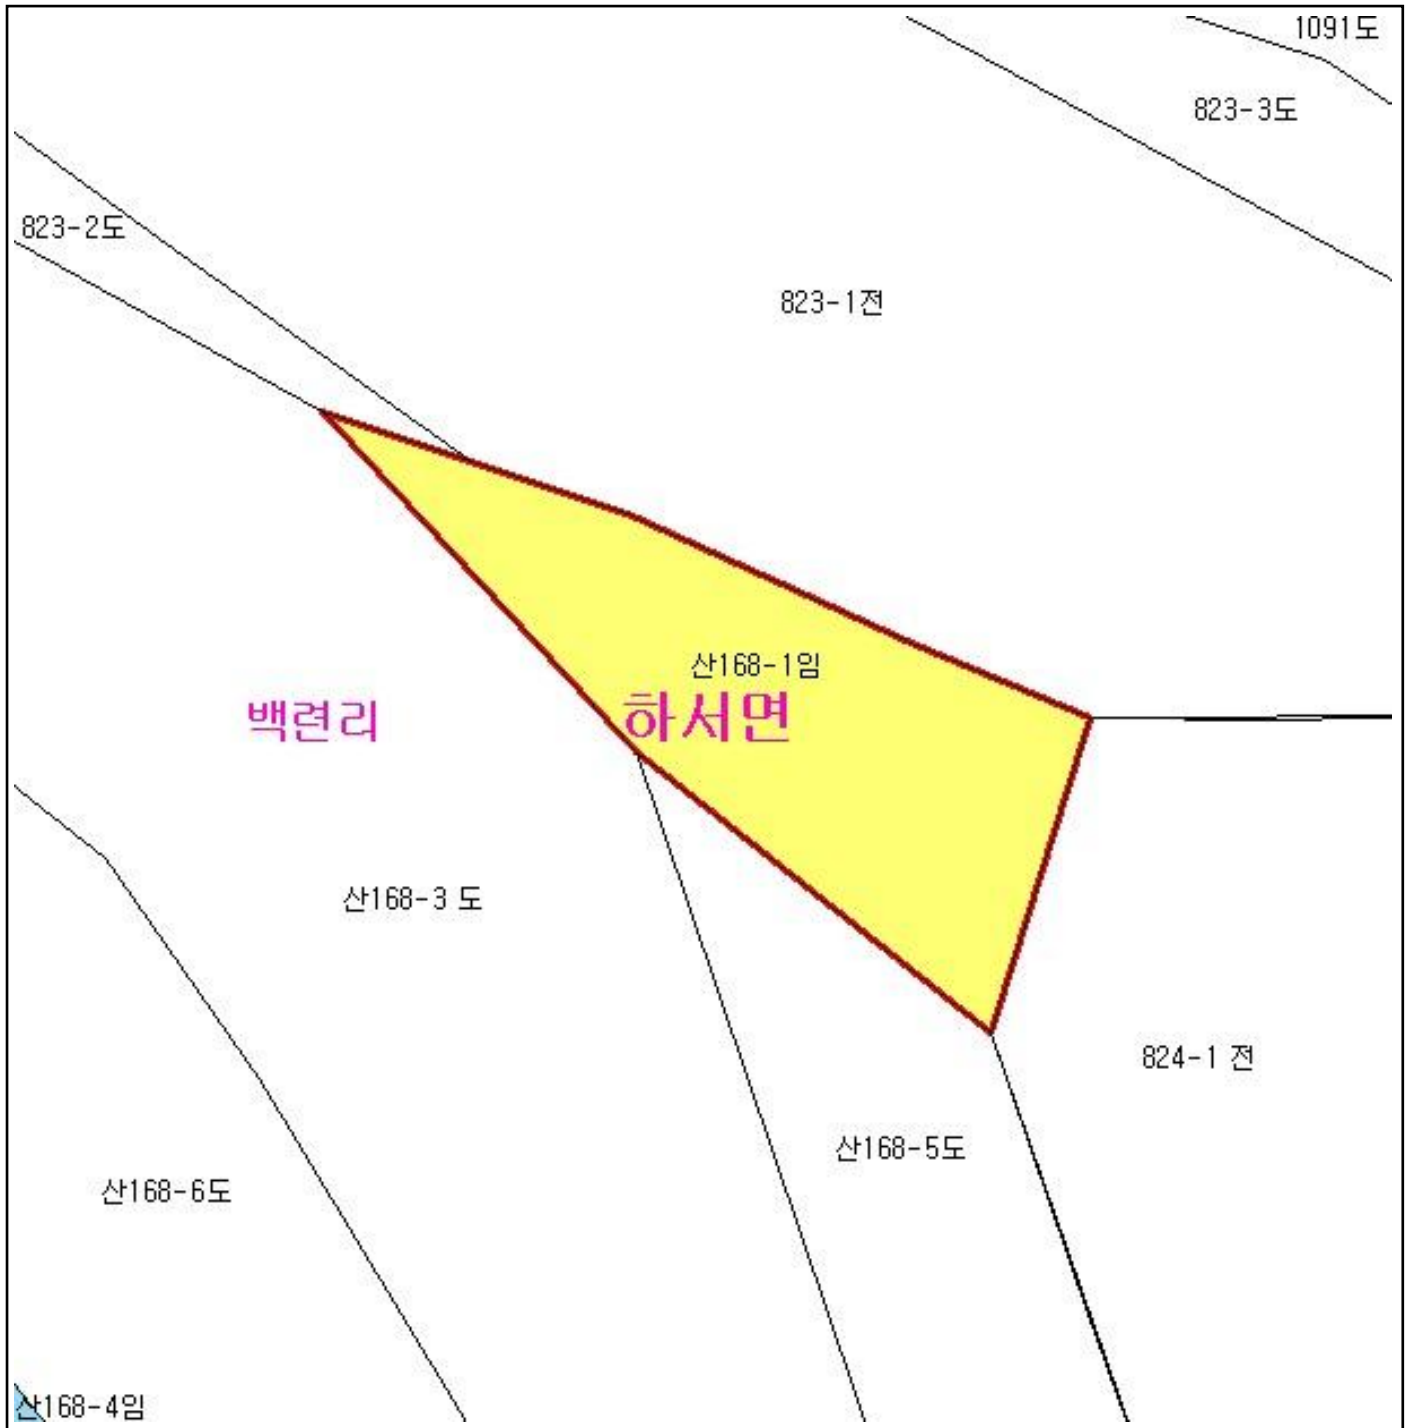 1091도
823-3도
823-2도
823-1전
산168-1임
백련리
하서면
산168-3 도
824-1 전
산168-5도
산168-6도
산168-4임